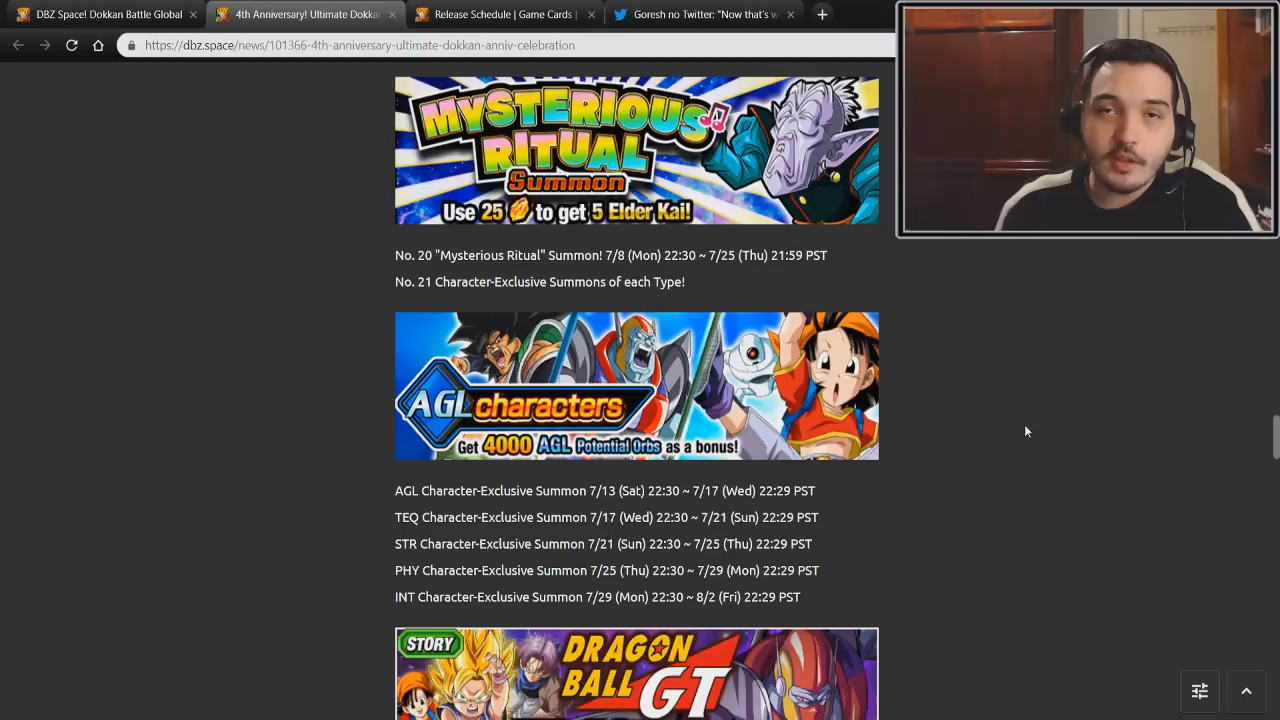 DBZ Space! Dokkan Battle Global
4th Anniversary! Ultimate Dokka
Release Schedule | Game Cards |
Goresh no Twitter: "Now that's w
https://dbz.space/news/101366-4th-anniversary-ultimate-dokkan-anniv-celebration
MYSTERIOUS
RITUAL
Summon
Use 25 to get 5 Elder Kai!
No. 20 "Mysterious Ritual" Summon! 7/8 (Mon) 22:30 ~ 7/25 (Thu) 21:59 PST
No. 21 Character-Exclusive Summons of each Type!
AGL characters
Get 4000 AGL Potential Orbs as a bonus!
AGL Character-Exclusive Summon 7/13 (Sat) 22:30 ~ 7/17 (Wed) 22:29 PST
TEQ Character-Exclusive Summon 7/17 (Wed) 22:30 ~ 7/21 (Sun) 22:29 PST
STR Character-Exclusive Summon 7/21 (Sun) 22:30 ~ 7/25 (Thu) 22:29 PST
PHY Character-Exclusive Summon 7/25 (Thu) 22:30 ~ 7/29 (Mon) 22:29 PST
INT Character-Exclusive Summon 7/29 (Mon) 22:30 ~ 8/2 (Fri) 22:29 PST
STORY
DRAGON
BALL GT